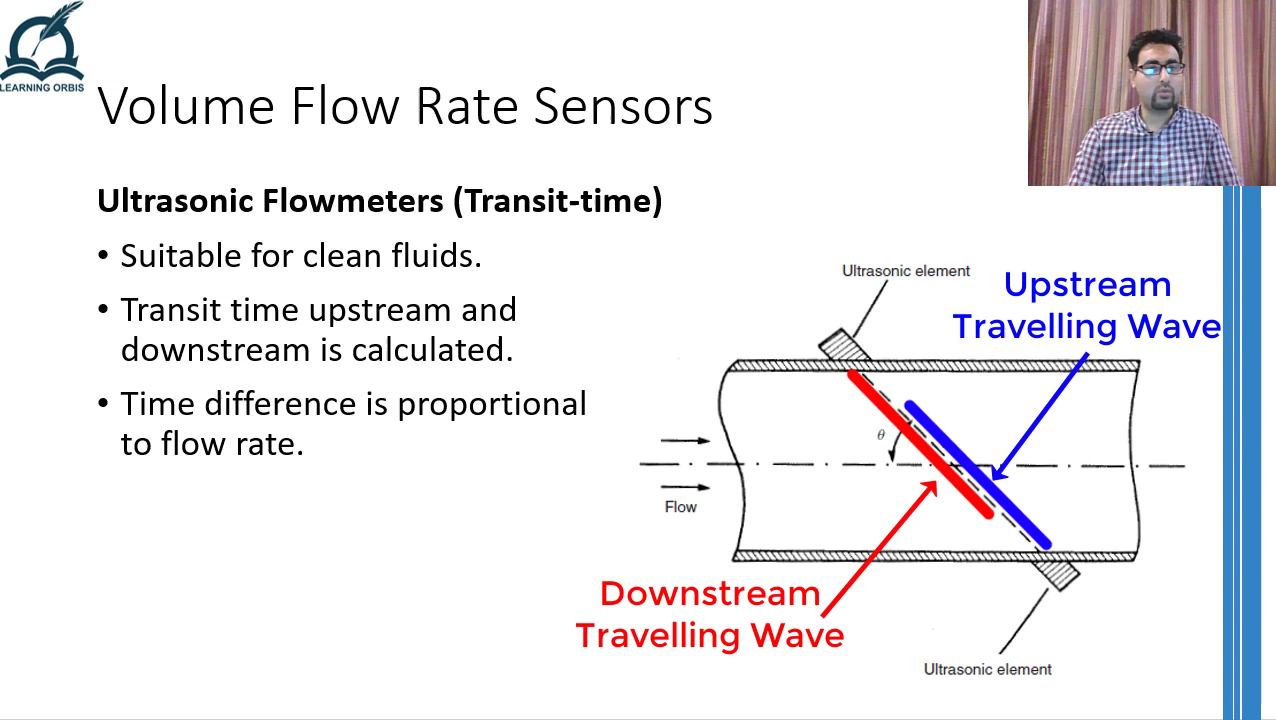 LEARNING ORBIS
Volume Flow Rate Sensors
Ultrasonic Flowmeters (Transit-time)
• Suitable for clean fluids.
• Transit time upstream and
downstream is calculated.
• Time difference is proportional
to flow rate.
Ultrasonic element
Upstream
Travelling Wave
θ
Flow
Downstream
Travelling Wave
Ultrasonic element